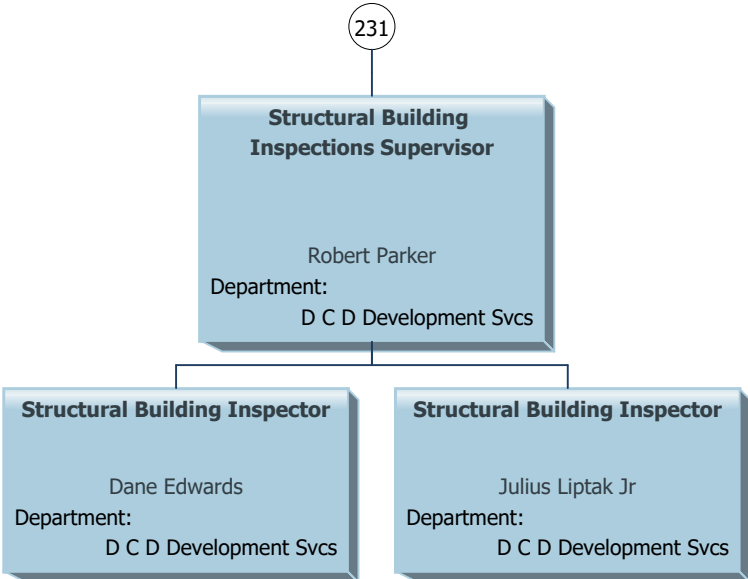 231
Structural Building
Inspections Supervisor
Robert Parker
Department:
D C D Development Svcs
Structural Building Inspector
Dane Edwards
Department:
D C D Development Svcs
Structural Building Inspector
Julius Liptak Jr
Department:
D C D Development Svcs